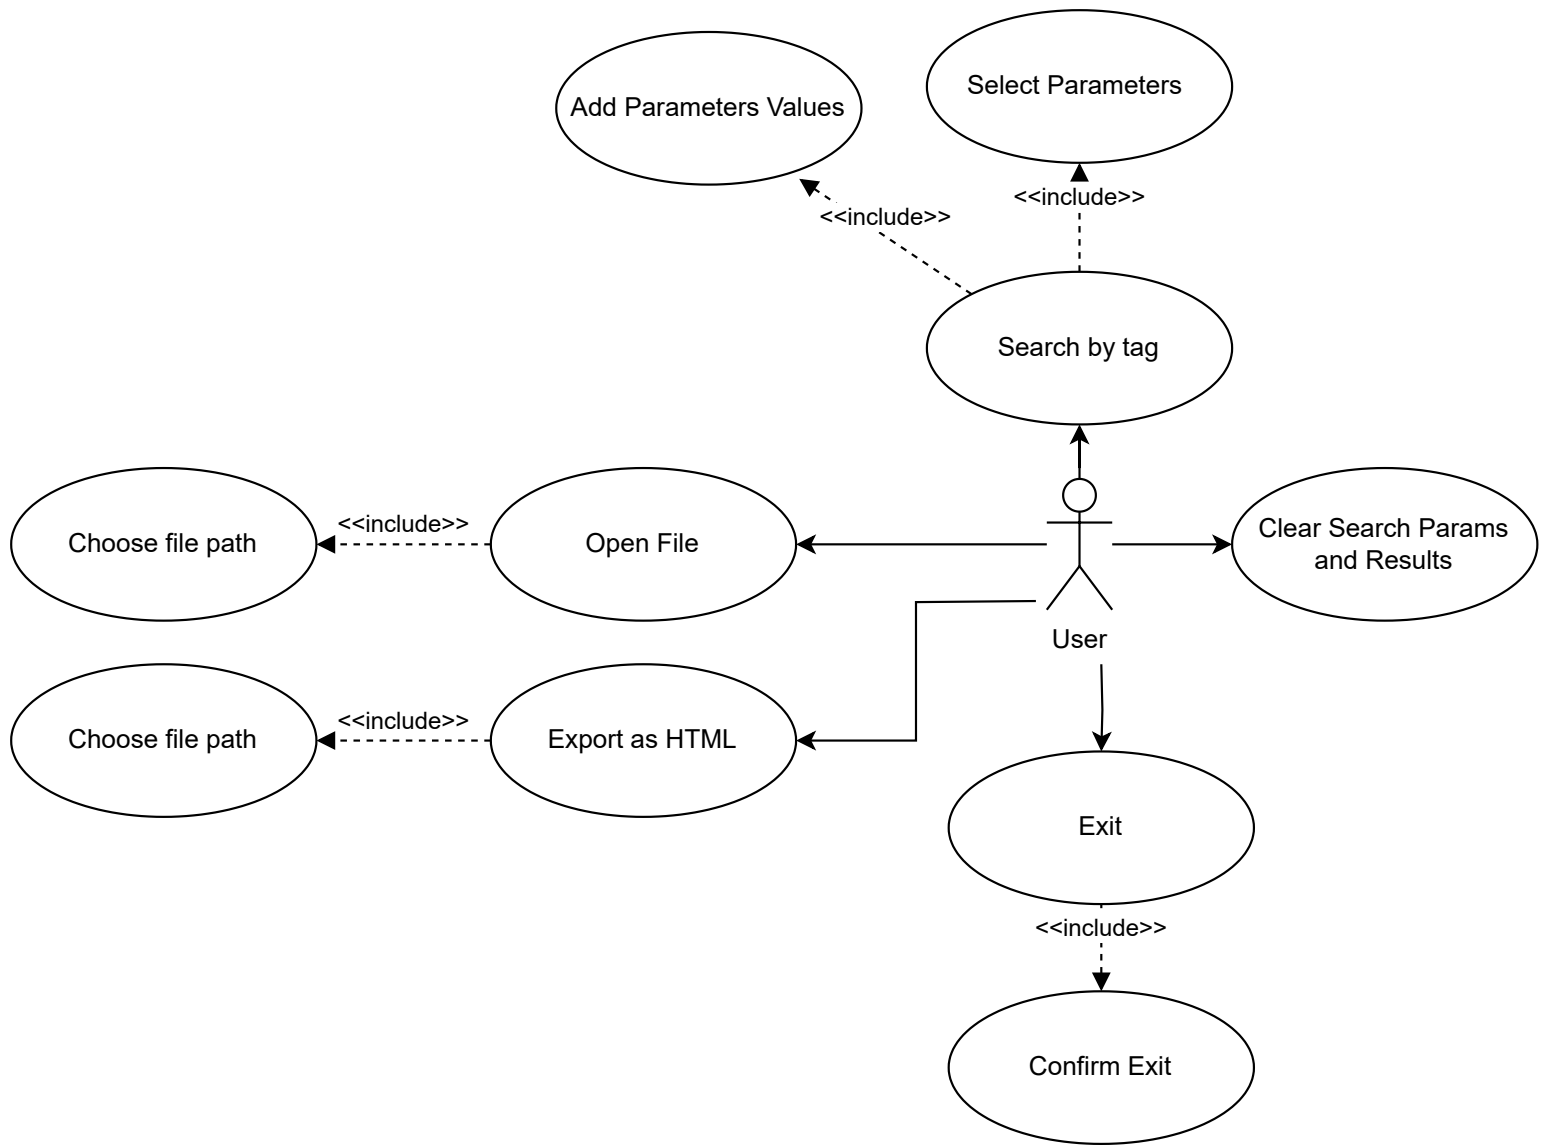 Select Parameters
Add Parameters Values
<<include>>
<<include>>
Search by tag
Choose file path
<<include>>
Open File
Clear Search Params
and Results
User
Choose file path
<<include>>
Export as HTML
Exit
<<include>>
Confirm Exit